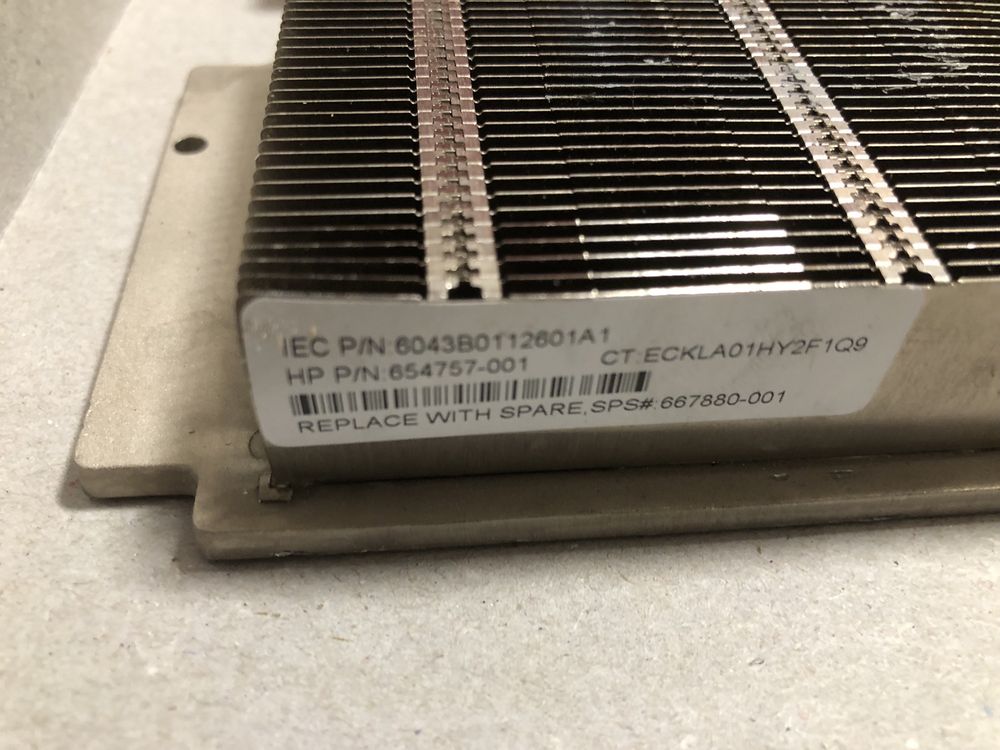 IEC P/N:6043B0112601A1
HP P/N:654757-001 CT:ECKLA01HY2F1Q9
REPLACE WITH SPARE,SPS#:667880-001